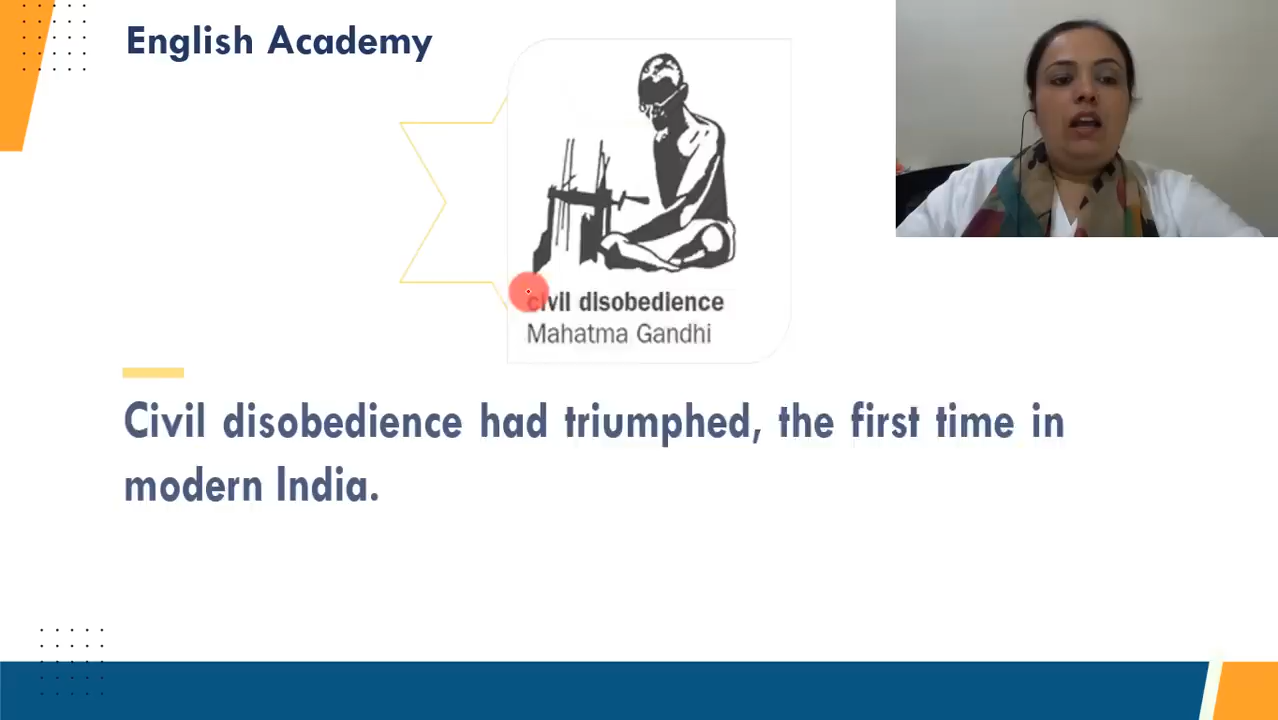 English Academy
civil disobedience
Mahatma Gandhi
Civil disobedience had triumphed, the first time in
modern India.